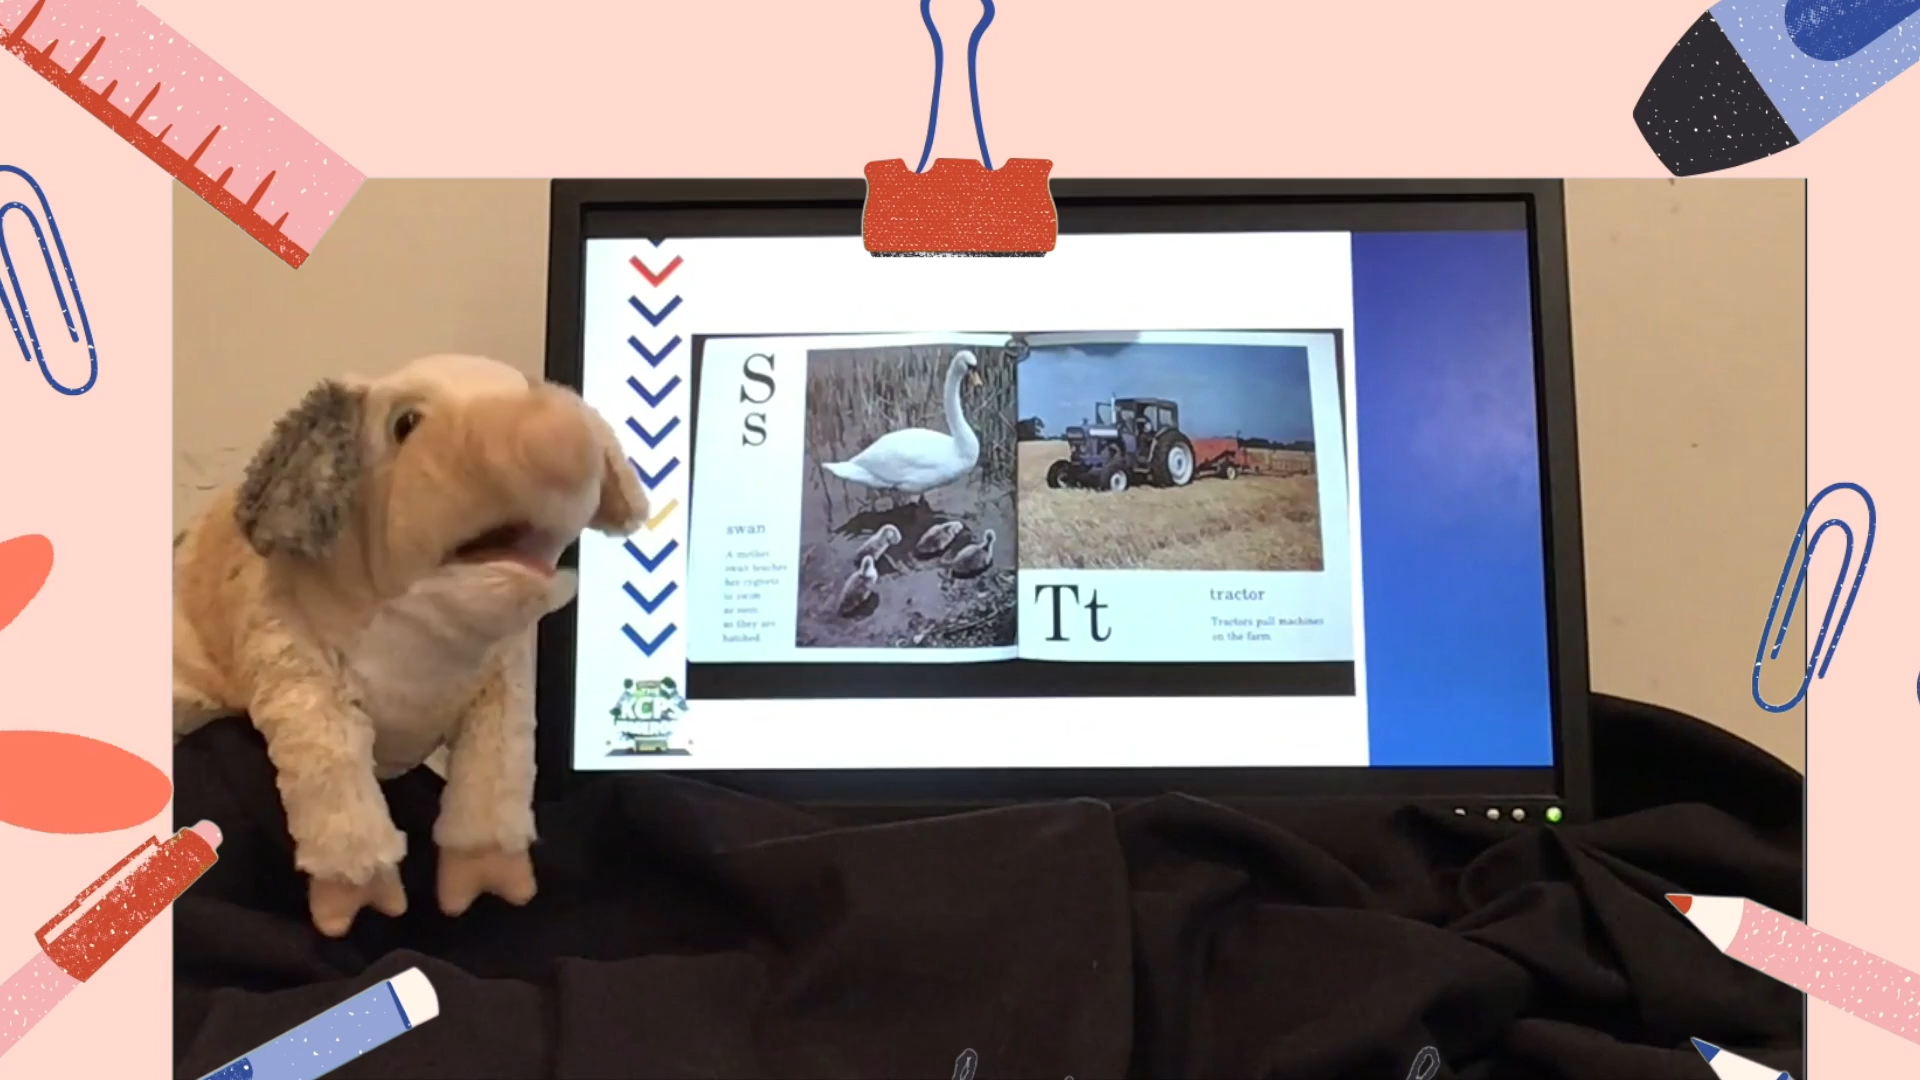 S
s
swan
A mother
swan teaches
her cygnets
to swim
as soon
as they are
hatched.
Tt
tractor
Tractors pull machines
on the farm.
KCPS